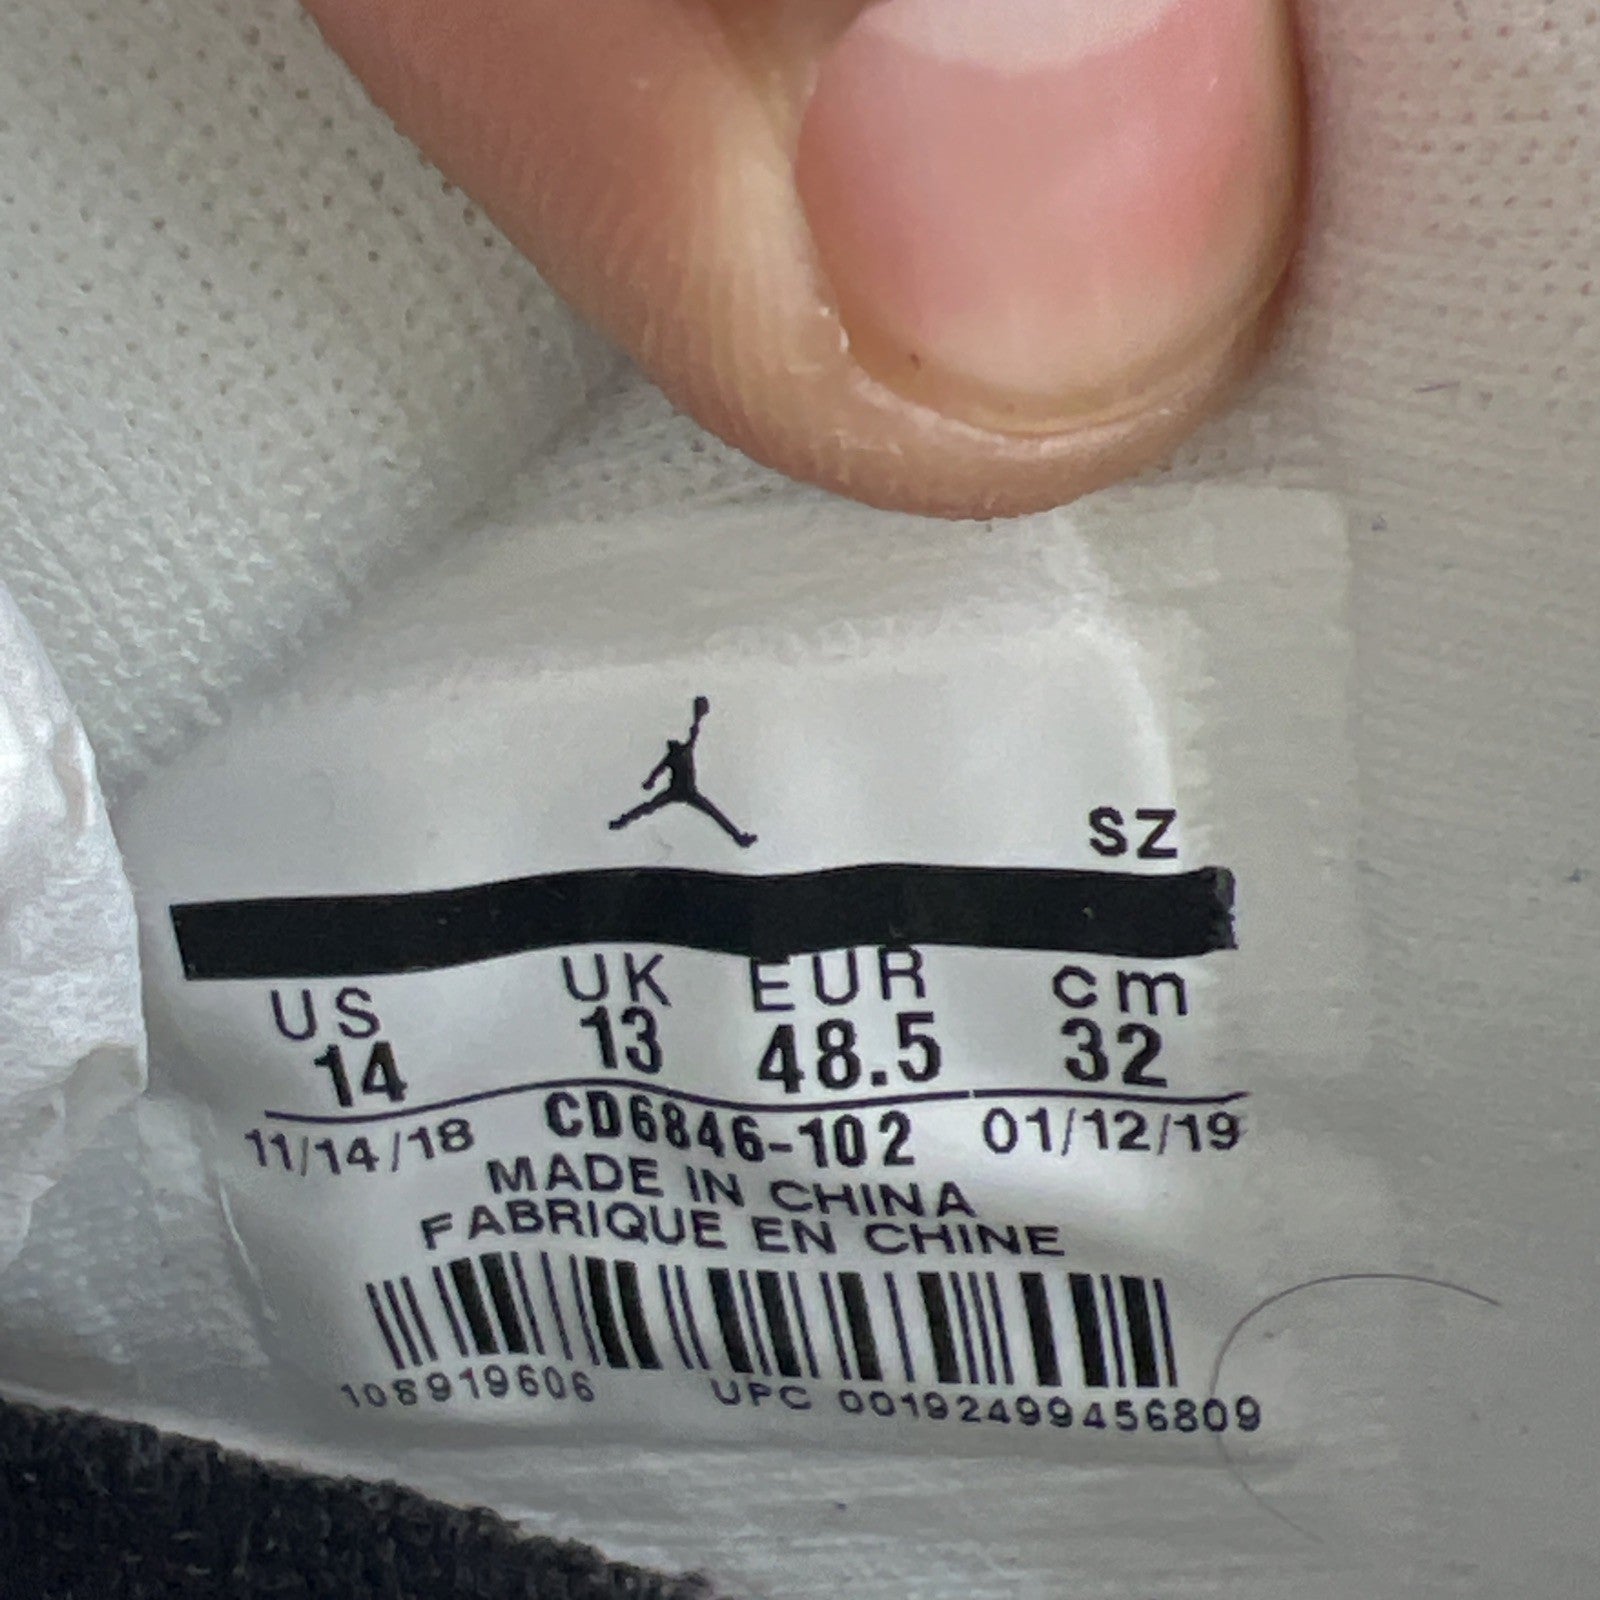 SZ
US UK EUR cm
14 13 48.5 32
11/14/18 CD6846-102 01/12/19
MADE IN CHINA
FABRIQUE EN CHINE
108919606 UPC 00192499456809